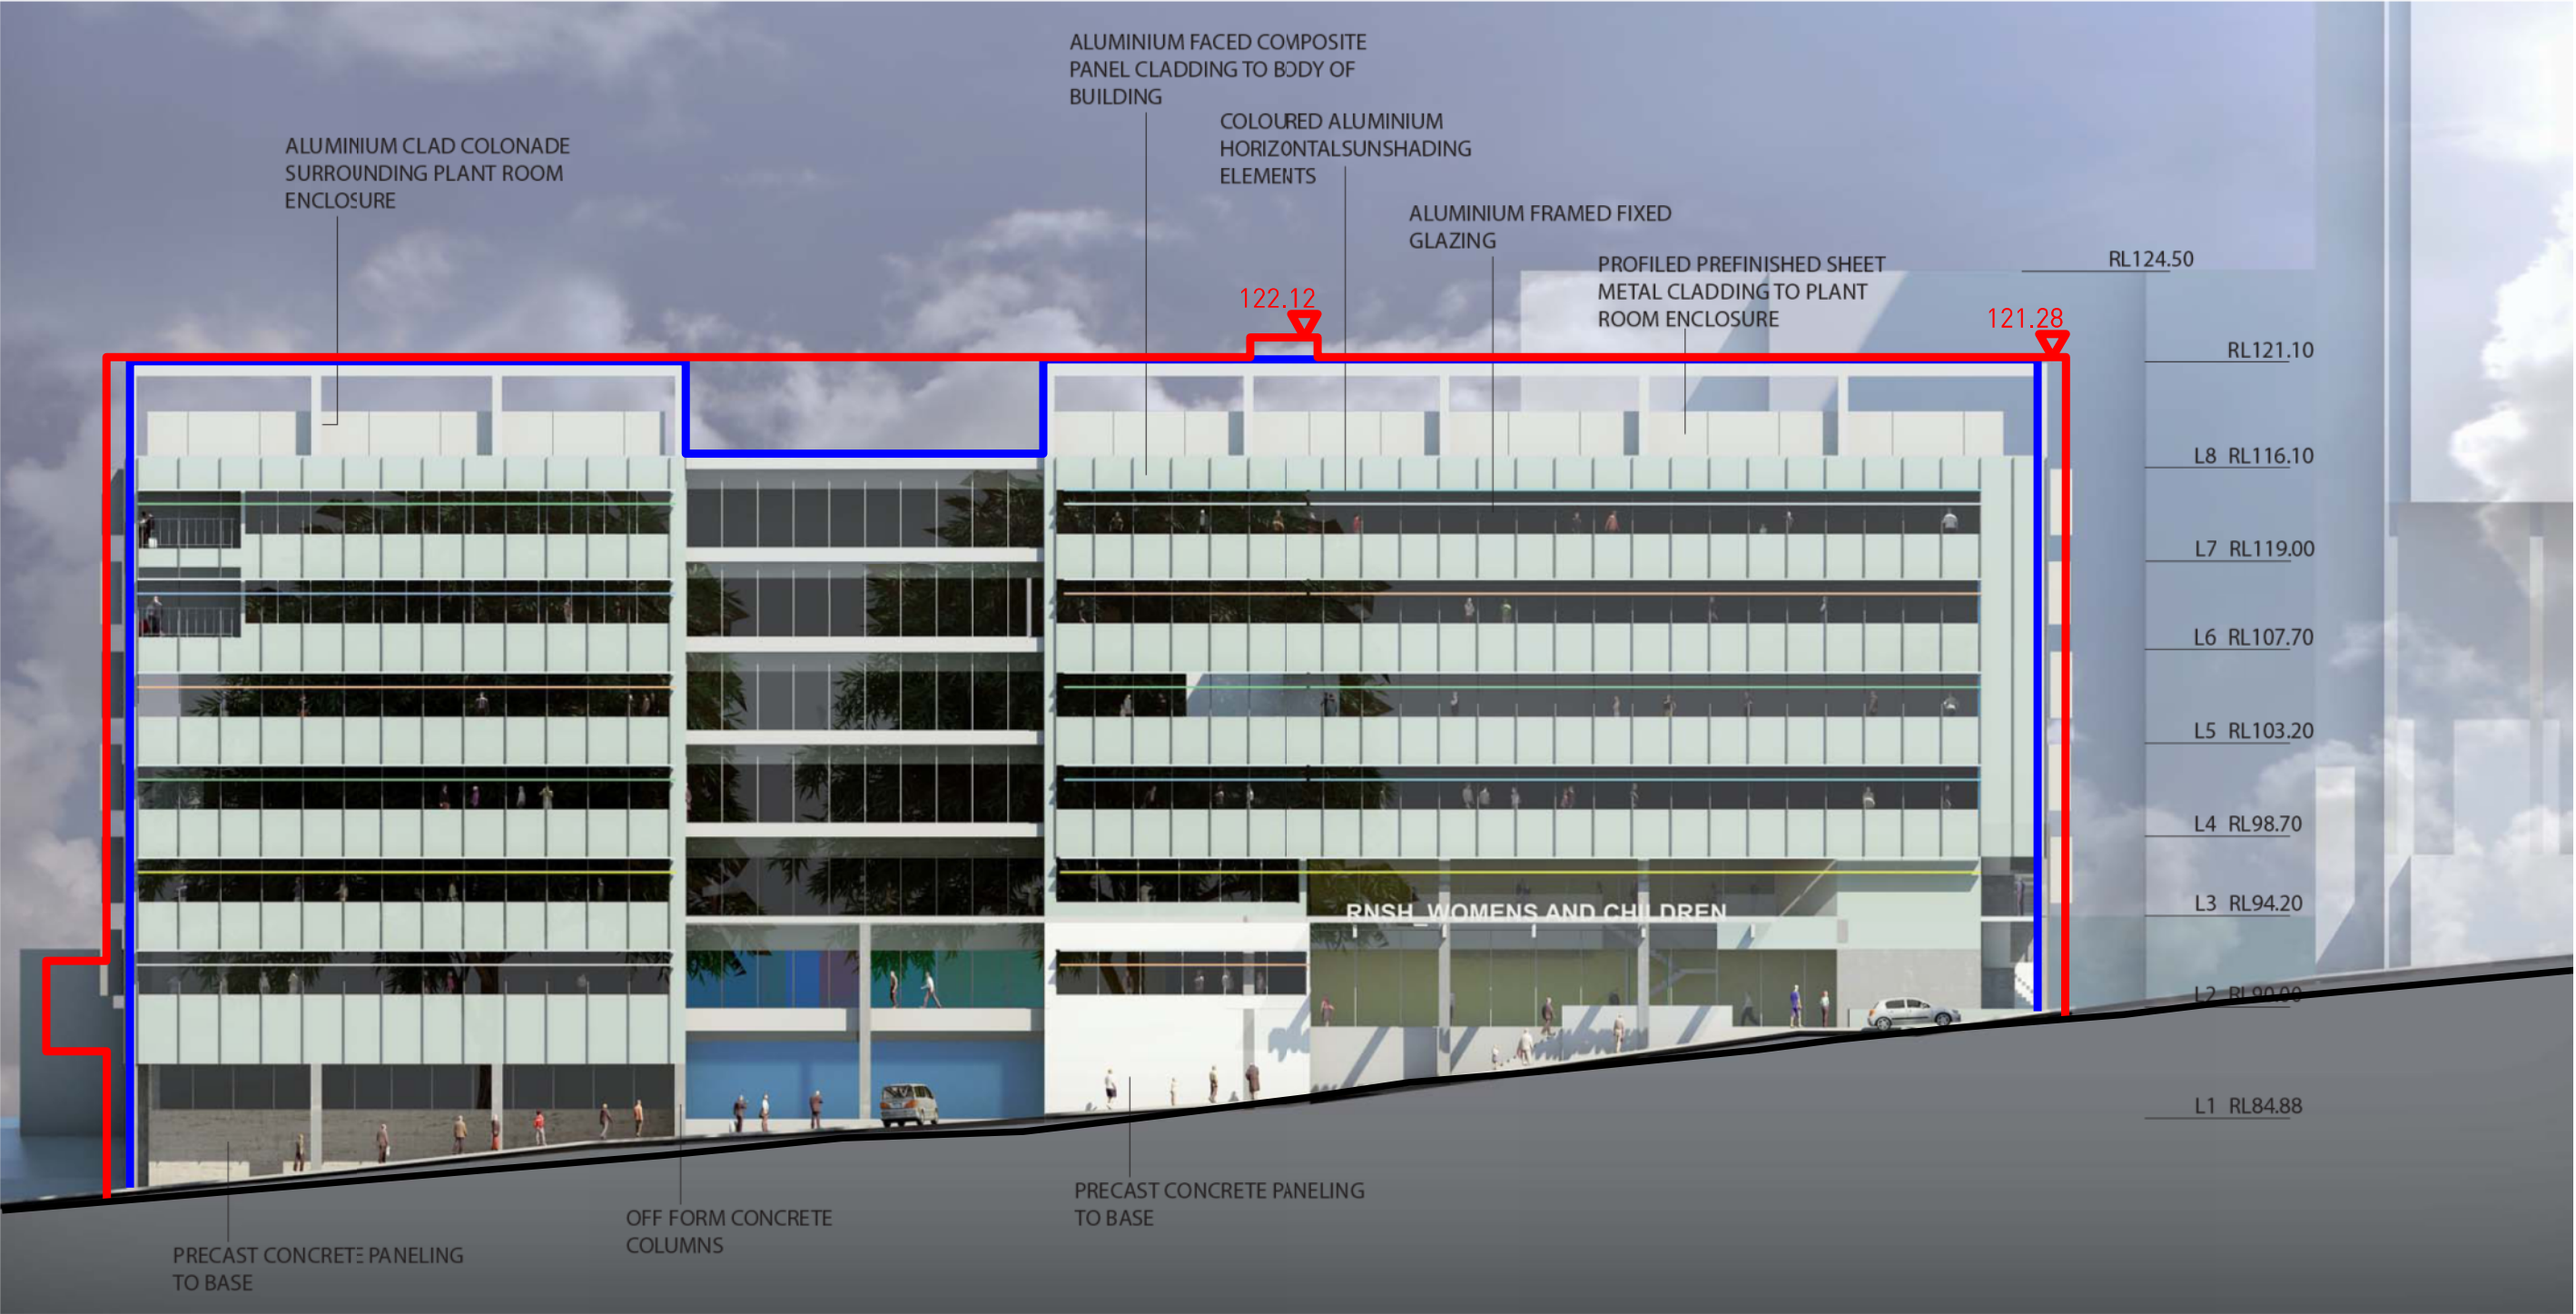 ALUMINIUM FACED COMPOSITE
PANEL CLADDING TO BODY OF
BUILDING
COLOURED ALUMINIUM
HORIZONTALSUNSHADING
ELEMENTS
ALUMINIUM CLAD COLONADE
SURROUNDING PLANT ROOM
ENCLOSURE
ALUMINIUM FRAMED FIXED
GLAZING
PROFILED PREFINISHED SHEET
METAL CLADDING TO PLANT
ROOM ENCLOSURE
RL124.50
122.12
121.28
RL121.10
L8 RL116.10
L7 RL119.00
L6 RL107.70
L5 RL103.20
L4 RL98.70
L3 RL94.20
RNSH_WOMENS AND CHILDREN
L2 RL90.00
L1 RL84.88
PRECAST CONCRETE PANELING
TO BASE
OFF FORM CONCRETE
COLUMNS
PRECAST CONCRETE PANELING
TO BASE